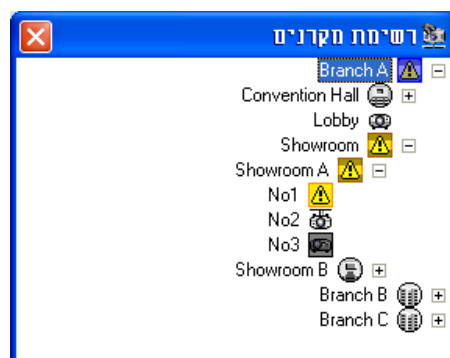 רשימת מקרנים
Branch A
Convention Hall
Lobby
Showroom
Showroom A
No1
No2
No3
Showroom B
Branch B
Branch C